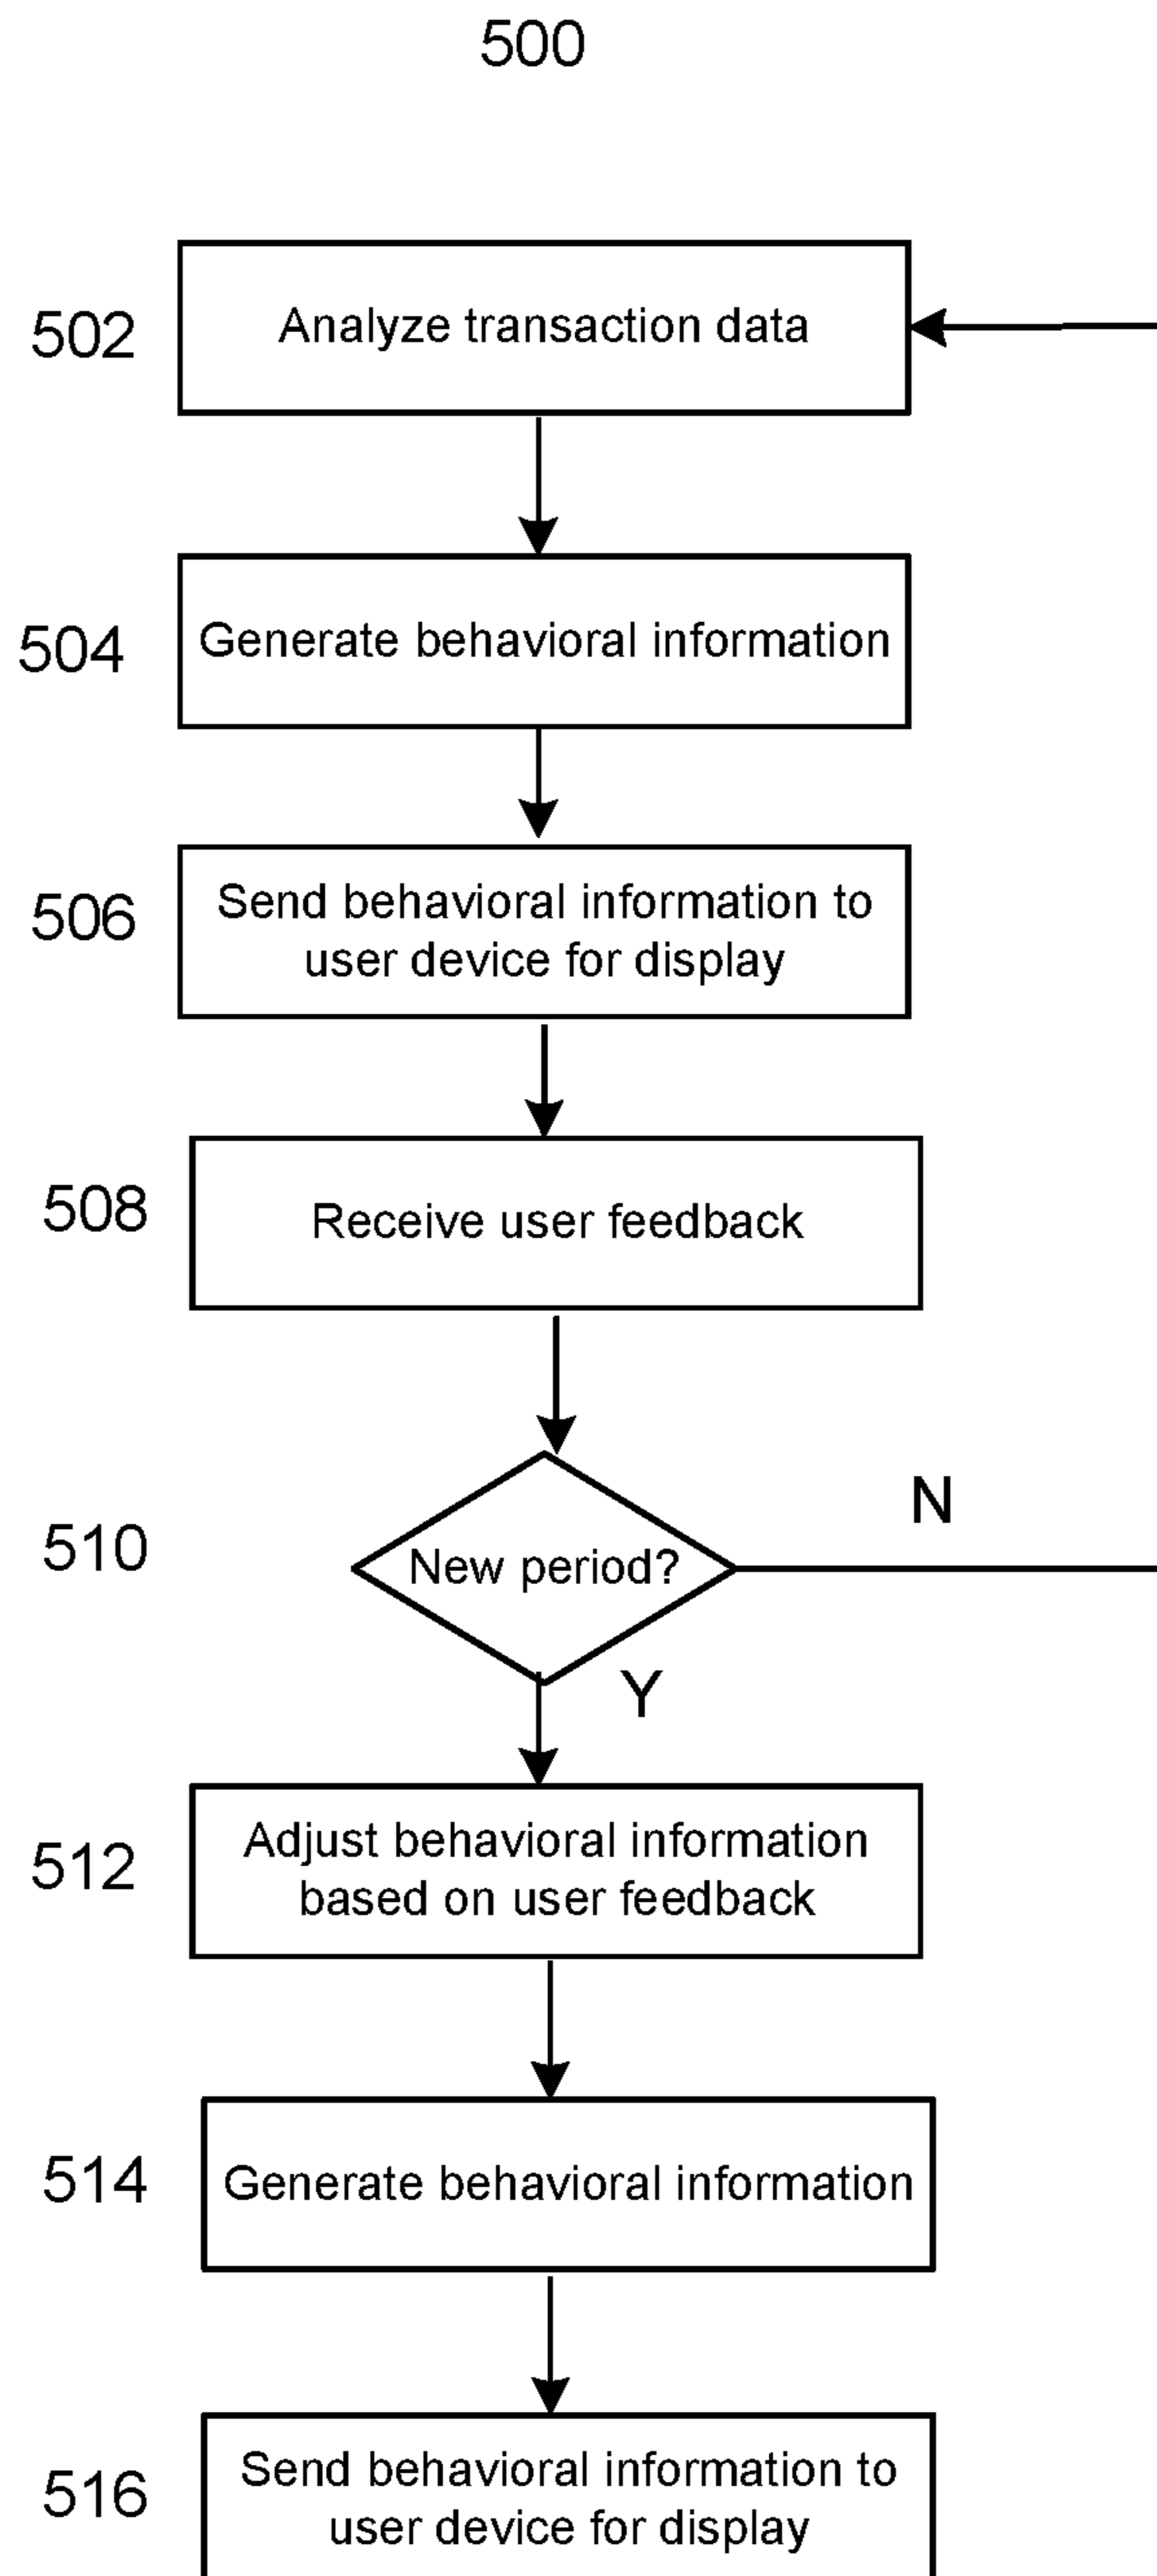 500
502
Analyze transaction data
504
Generate behavioral information
506
Send behavioral information to
user device for display
508
Receive user feedback
510
New period?
N
Y
512
Adjust behavioral information
based on user feedback
514
Generate behavioral information
516
Send behavioral information to
user device for display